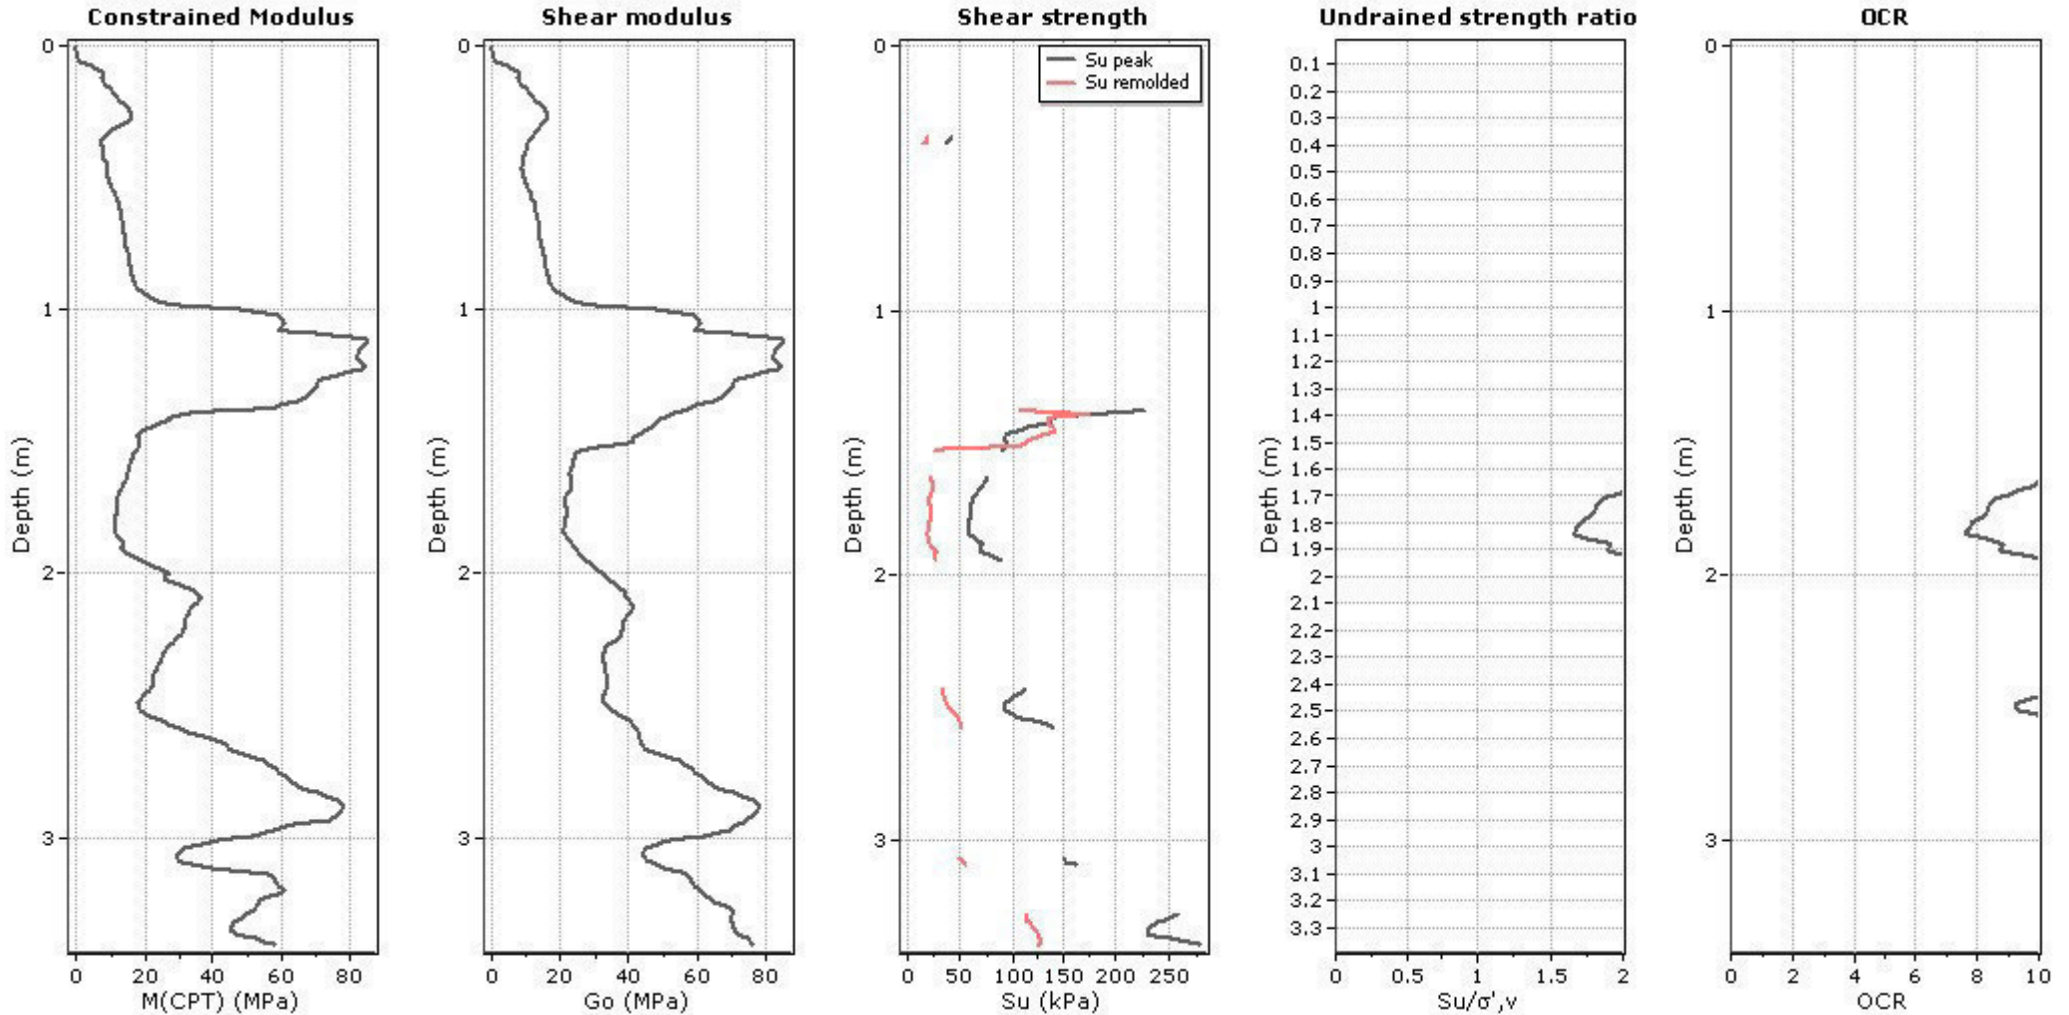 Constrained Modulus
0
1
2
3
Depth (m)
0 20 40 60 80
M(CPT) (MPa)
Shear modulus
0
1
2
3
Depth (m)
0 20 40 60 80
Go (MPa)
Shear strength
Su peak
Su remolded
0
1
2
3
Depth (m)
0 50 100 150 200 250
Su (kPa)
Undrained strength ratio
0.1
0.2
0.3
0.4
0.5
0.6
0.7
0.8
0.9
1
1.1
1.2
1.3
1.4
1.5
1.6
1.7
1.8
1.9
2
2.1
2.2
2.3
2.4
2.5
2.6
2.7
2.8
2.9
3
3.1
3.2
3.3
Depth (m)
0 0.5 1 1.5 2
Su/σ',v
OCR
0
1
2
3
Depth (m)
0 2 4 6 8 10
OCR